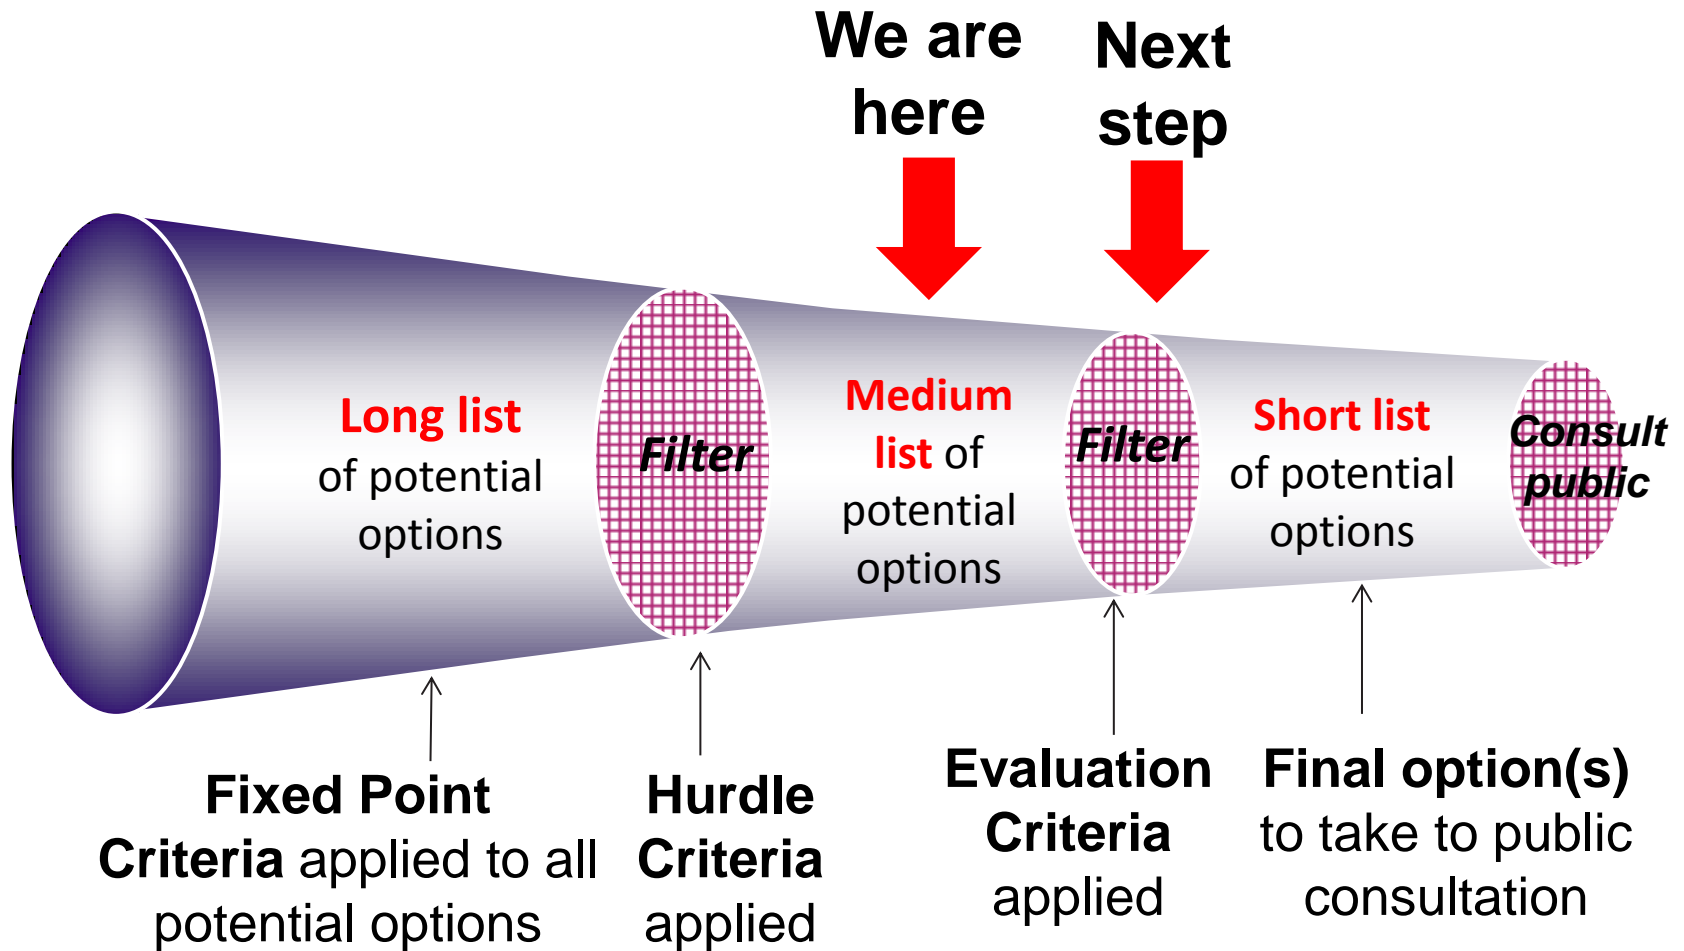 We are
here
Next
step
Long list
of potential
options
Filter
Medium
list of
potential
options
Filter
Short list
of potential
options
Consult
public
Fixed Point
Criteria applied to all
potential options
Hurdle
Criteria
applied
Evaluation
Criteria
applied
Final option(s)
to take to public
consultation